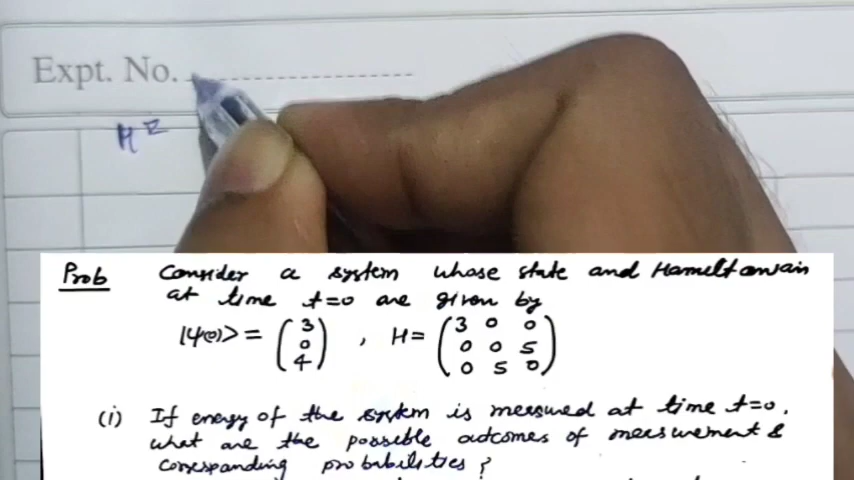 Expt. No.
H =
Prob Consider a system whose state and Hameltonwain
at time t=0 are given by
|ψ(0)> = (3 0 4), H = (3 0 0
0 0 5
0 5 0)
(i) If energy of the system is measured at time t=0,
what are the possible outcomes of measurement &
corresponding probabilities?